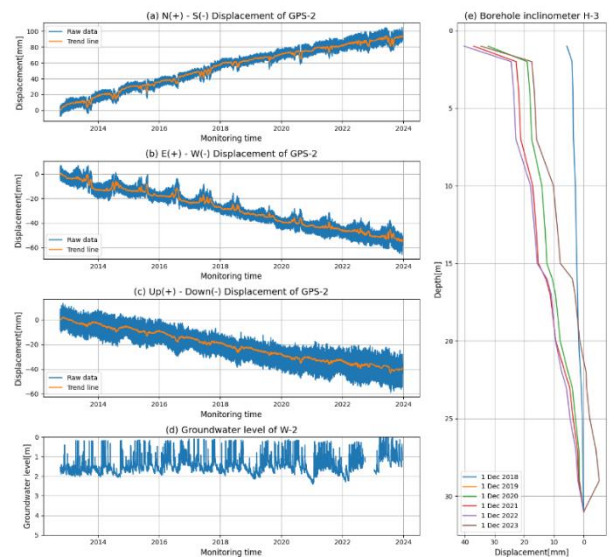 (a) N(+) - S(-) Displacement of GPS-2
Displacement[mm]
100
80
60
40
20
0
Raw data
Trend line
2014 2016 2018 2020 2022 2024
Monitoring time
(b) E(+) - W(-) Displacement of GPS-2
Displacement[mm]
0
−20
−40
−60
Raw data
Trend line
2014 2016 2018 2020 2022 2024
Monitoring time
(c) Up(+) - Down(-) Displacement of GPS-2
Displacement[mm]
0
−20
−40
−60
Raw data
Trend line
2014 2016 2018 2020 2022 2024
Monitoring time
(d) Groundwater level of W-2
Groundwater level[m]
0
1
2
3
4
5
2014 2016 2018 2020 2022 2024
Monitoring time
(e) Borehole inclinometer H-3
Depth[m]
0
5
10
15
20
25
30
1 Dec 2018
1 Dec 2019
1 Dec 2020
1 Dec 2021
1 Dec 2022
1 Dec 2023
40 30 20 10 0
Displacement[mm]